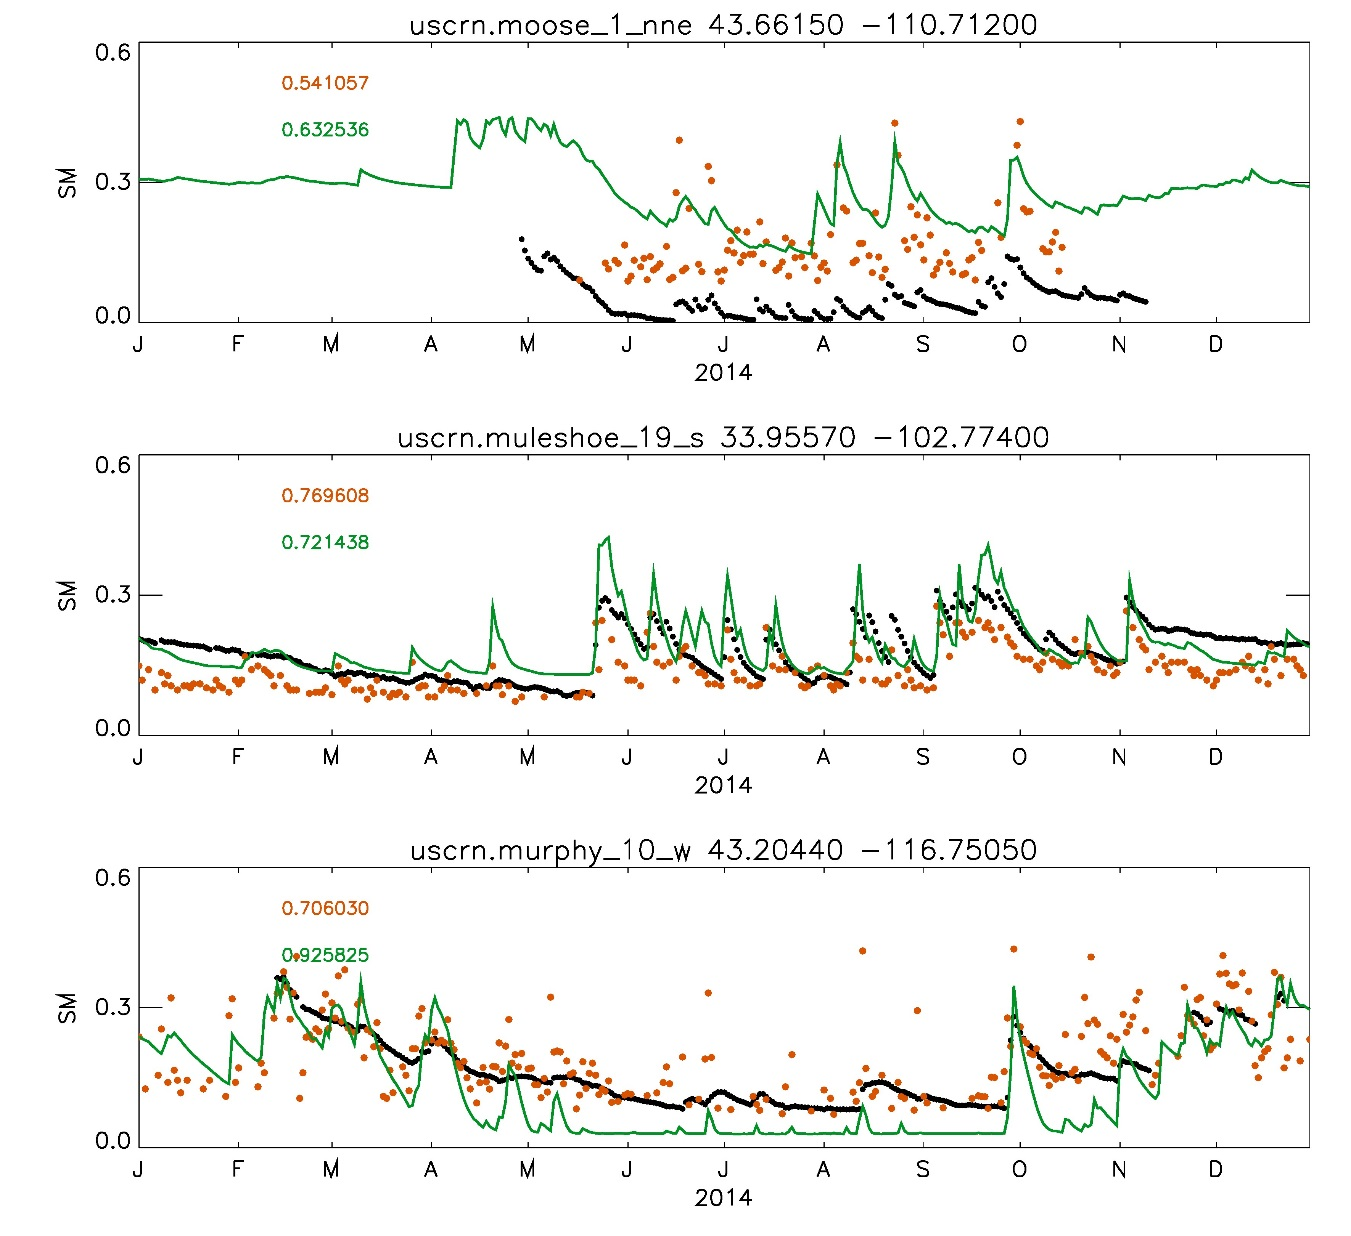 uscrn.moose_1_nne 43.66150 −110.71200
0.6
0.541057
0.632536
SM
0.3
0.0
J F M A M J J A S O N D
2014
uscrn.muleshoe_19_s 33.95570 −102.77400
0.6
0.769608
0.721438
SM
0.3
0.0
J F M A M J J A S O N D
2014
uscrn.murphy_10_w 43.20440 −116.75050
0.6
0.706030
0.925825
SM
0.3
0.0
J F M A M J J A S O N D
2014